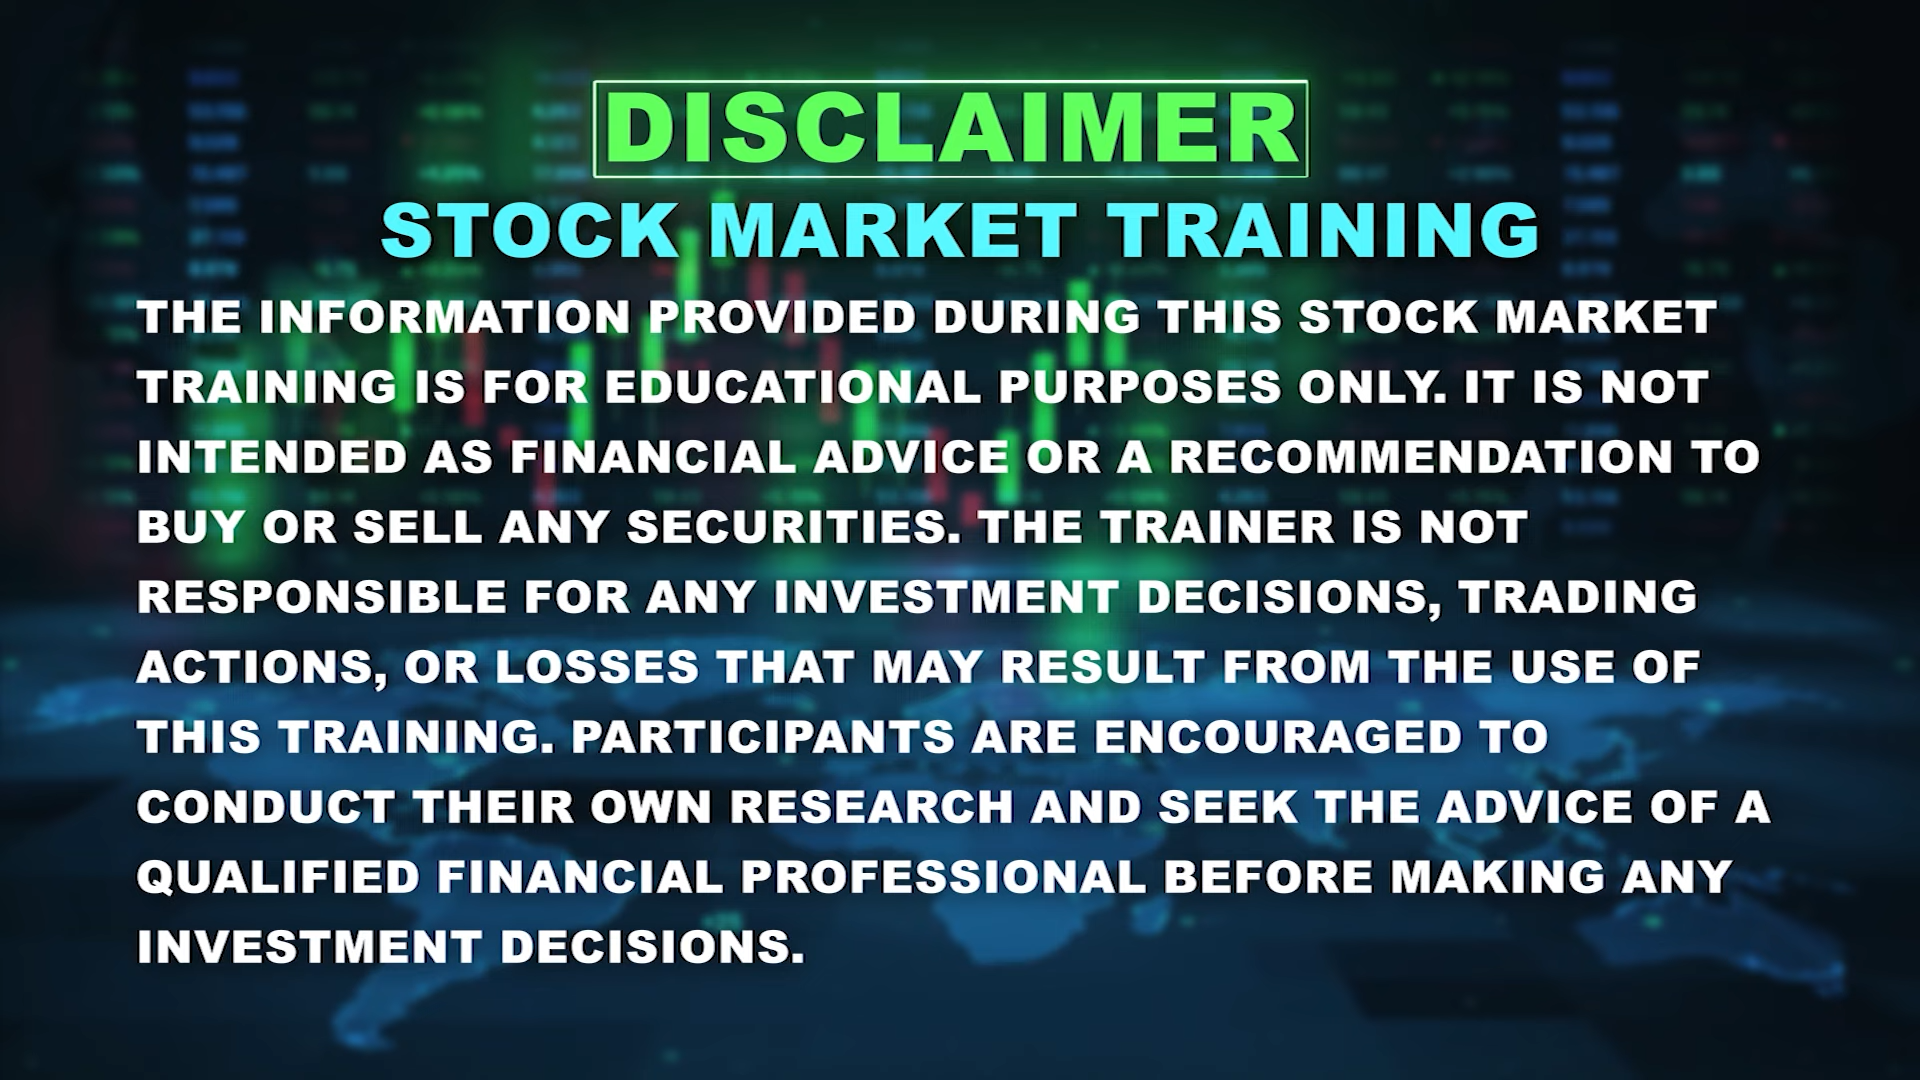 DISCLAIMER
STOCK MARKET TRAINING
THE INFORMATION PROVIDED DURING THIS STOCK MARKET
TRAINING IS FOR EDUCATIONAL PURPOSES ONLY. IT IS NOT
INTENDED AS FINANCIAL ADVICE OR A RECOMMENDATION TO
BUY OR SELL ANY SECURITIES. THE TRAINER IS NOT
RESPONSIBLE FOR ANY INVESTMENT DECISIONS, TRADING
ACTIONS, OR LOSSES THAT MAY RESULT FROM THE USE OF
THIS TRAINING. PARTICIPANTS ARE ENCOURAGED TO
CONDUCT THEIR OWN RESEARCH AND SEEK THE ADVICE OF A
QUALIFIED FINANCIAL PROFESSIONAL BEFORE MAKING ANY
INVESTMENT DECISIONS.